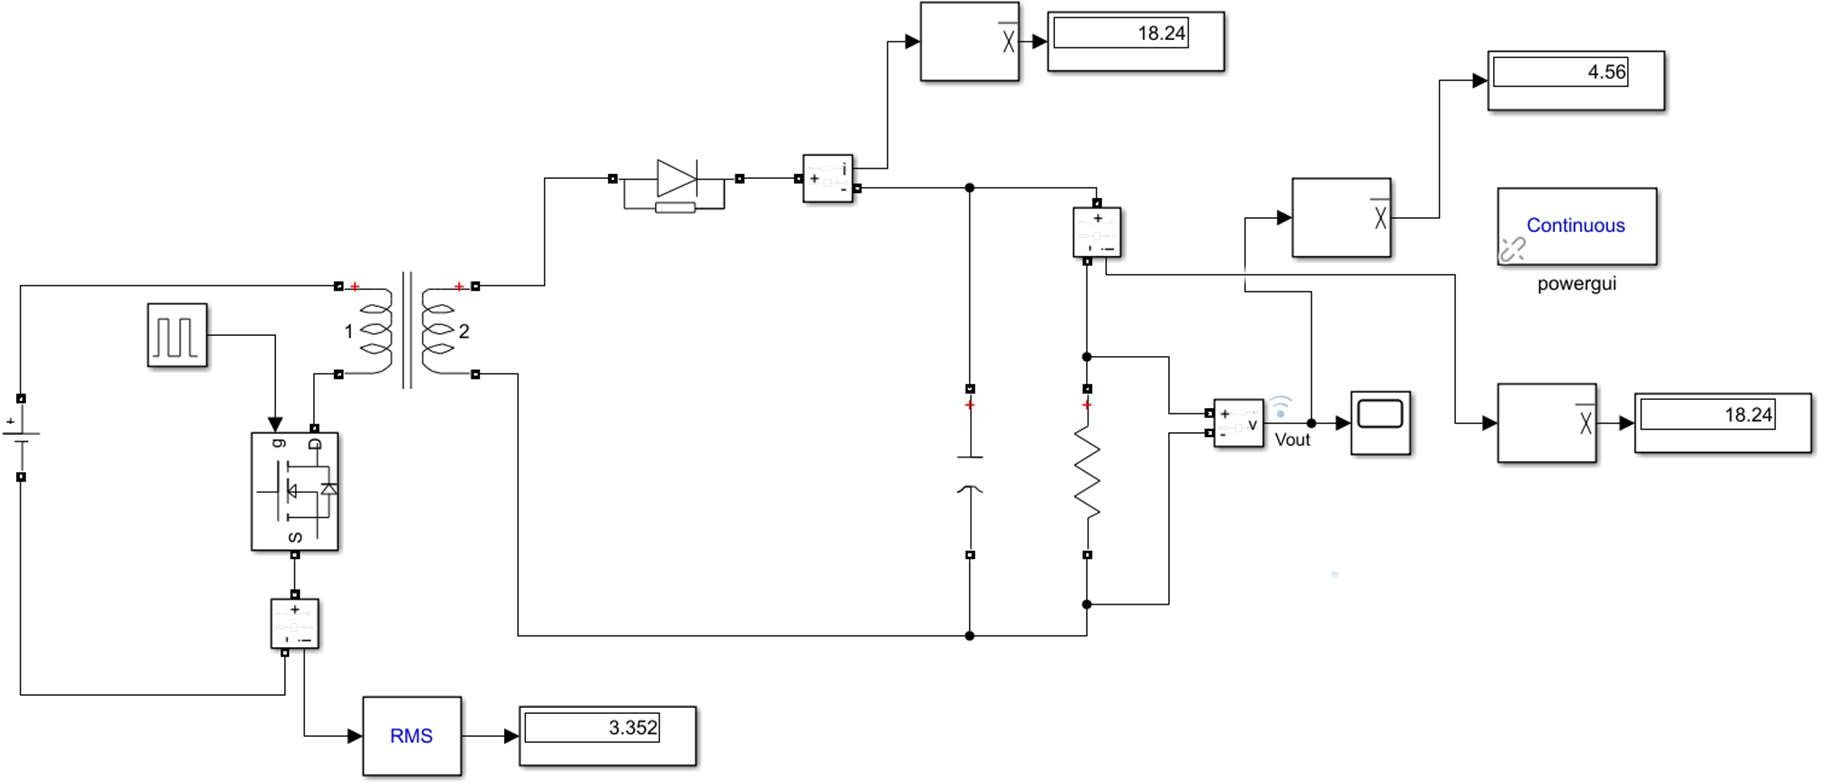 18.24
4.56
i
+
-
+
-
i
Continuous
powergui
1
2
+
+
+
g
D
S
+
-
v
Vout
18.24
+
-
i
RMS
3.352